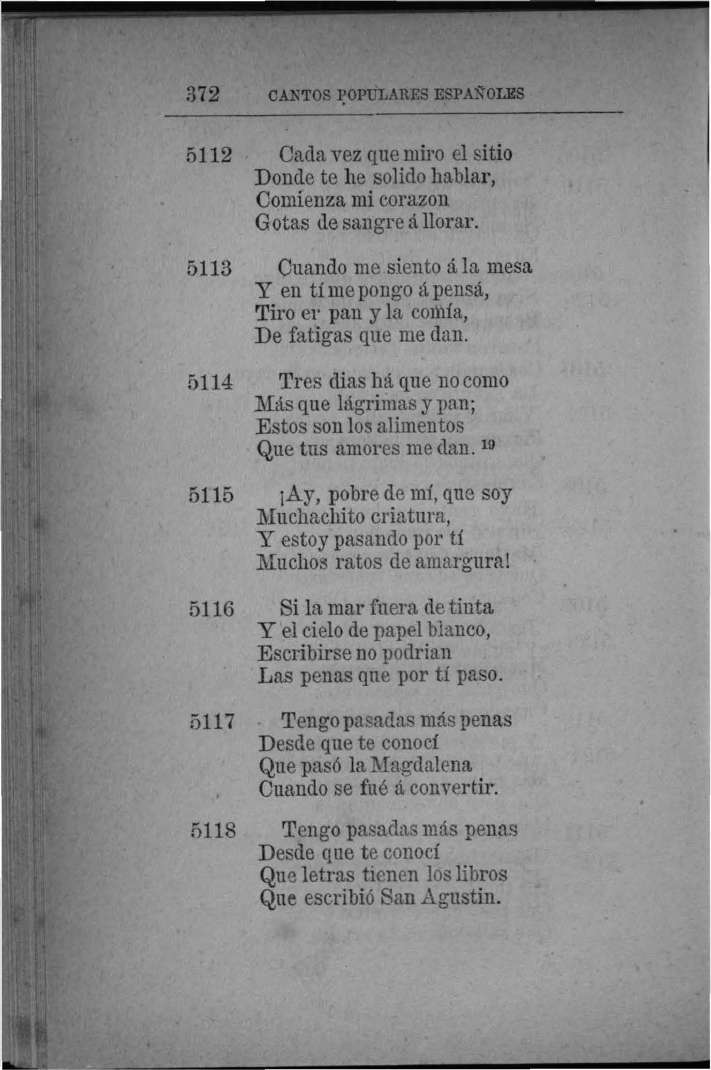 372 CANTOS POPULARES ESPAÑOLES
5112 Cada vez que miro el sitio
Donde te he solido hablar,
Comienza mi corazon
Gotas de sangre á llorar.
5113 Cuando me siento á la mesa
Y en tí me pongo á pensá,
Tiro er pan y la comía,
De fatigas que me dan.
5114 Tres dias há que no como
Más que lágrimas y pan;
Estos son los alimentos
Que tus amores me dan. 19
5115 ¡Ay, pobre de mí, que soy
Muchachito criatura,
Y estoy pasando por tí
Muchos ratos de amargura!
5116 Si la mar fuera de tinta
Y el cielo de papel blanco,
Escribirse no podrian
Las penas que por tí paso.
5117 Tengo pasadas más penas
Desde que te conocí
Que pasó la Magdalena
Cuando se fué á convertir.
5118 Tengo pasadas más penas
Desde que te conocí
Que letras tienen los libros
Que escribió San Agustin.